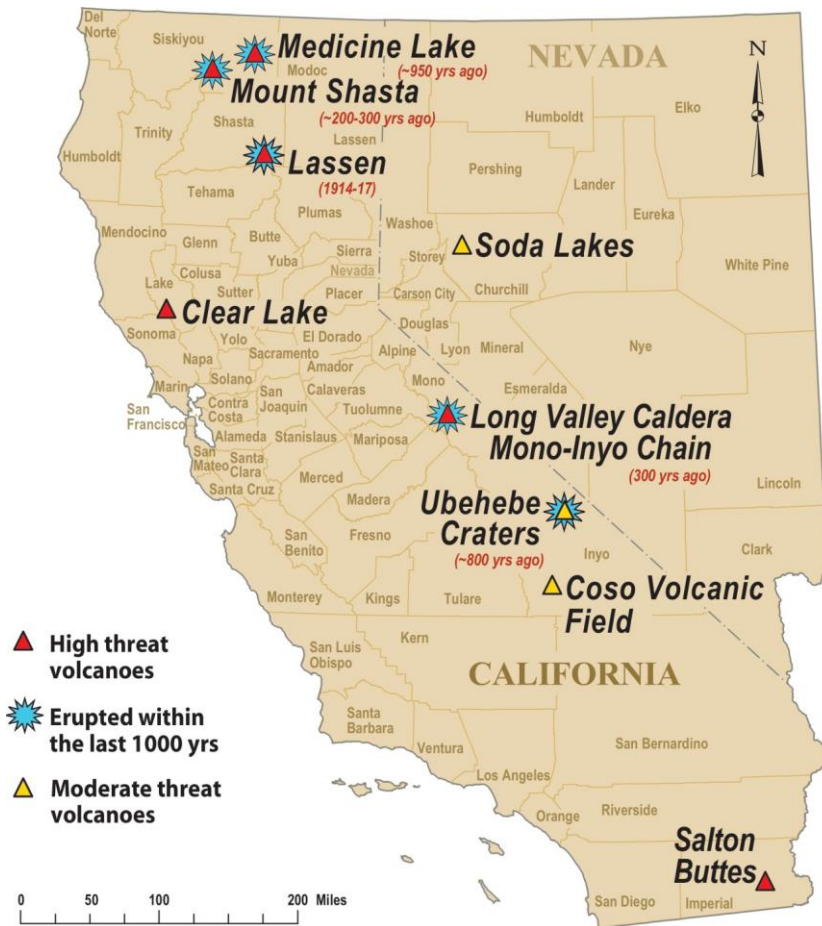 Del
Norte
Siskiyou
Medicine Lake
(~950 yrs ago)
Modoc
NEVADA
N
Mount Shasta
(~200-300 yrs ago)
Humboldt
Elko
Trinity
Shasta
Lassen
Humboldt
Lassen
(1914-17)
Pershing
Lander
Eureka
Tehama
Plumas
Washoe
Mendocino
Glenn
Butte
Sierra
Storey
Soda Lakes
White Pine
Lake
Colusa
Yuba
Nevada
Sutter
Placer
Carson City
Churchill
Clear Lake
Sonoma
Yolo
El Dorado
Douglas
Napa
Sacramento
Alpine
Lyon
Mineral
Nye
Marin
Solano
Amador
Calaveras
Mono
Esmeralda
San
Francisco
Contra
Costa
San
Joaquin
Tuolumne
Long Valley Caldera
Mono-Inyo Chain
(300 yrs ago)
Alameda
Stanislaus
Mariposa
San
Mateo
Santa
Clara
Merced
Santa Cruz
Madera
Lincoln
Ubehebe
Craters
(~800 yrs ago)
San
Benito
Fresno
Inyo
Clark
Monterey
Kings
Tulare
Coso Volcanic
Field
San Luis
Obispo
Kern
CALIFORNIA
Santa
Barbara
Ventura
Los Angeles
San Bernardino
Orange
Riverside
Salton
Buttes
San Diego
Imperial
High threat
volcanoes
Erupted within
the last 1000 yrs
Moderate threat
volcanoes
0 50 100 200 Miles